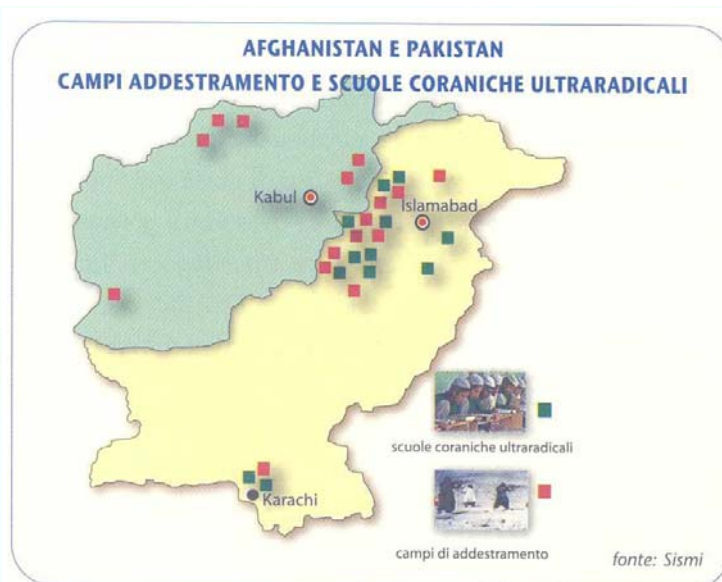 AFGHANISTAN E PAKISTAN
CAMPI ADDESTRAMENTO E SCUOLE CORANICHE ULTRARADICALI
Kabul
Islamabad
scuole coraniche ultraradicali
Karachi
campi di addestramento
fonte: Sismi